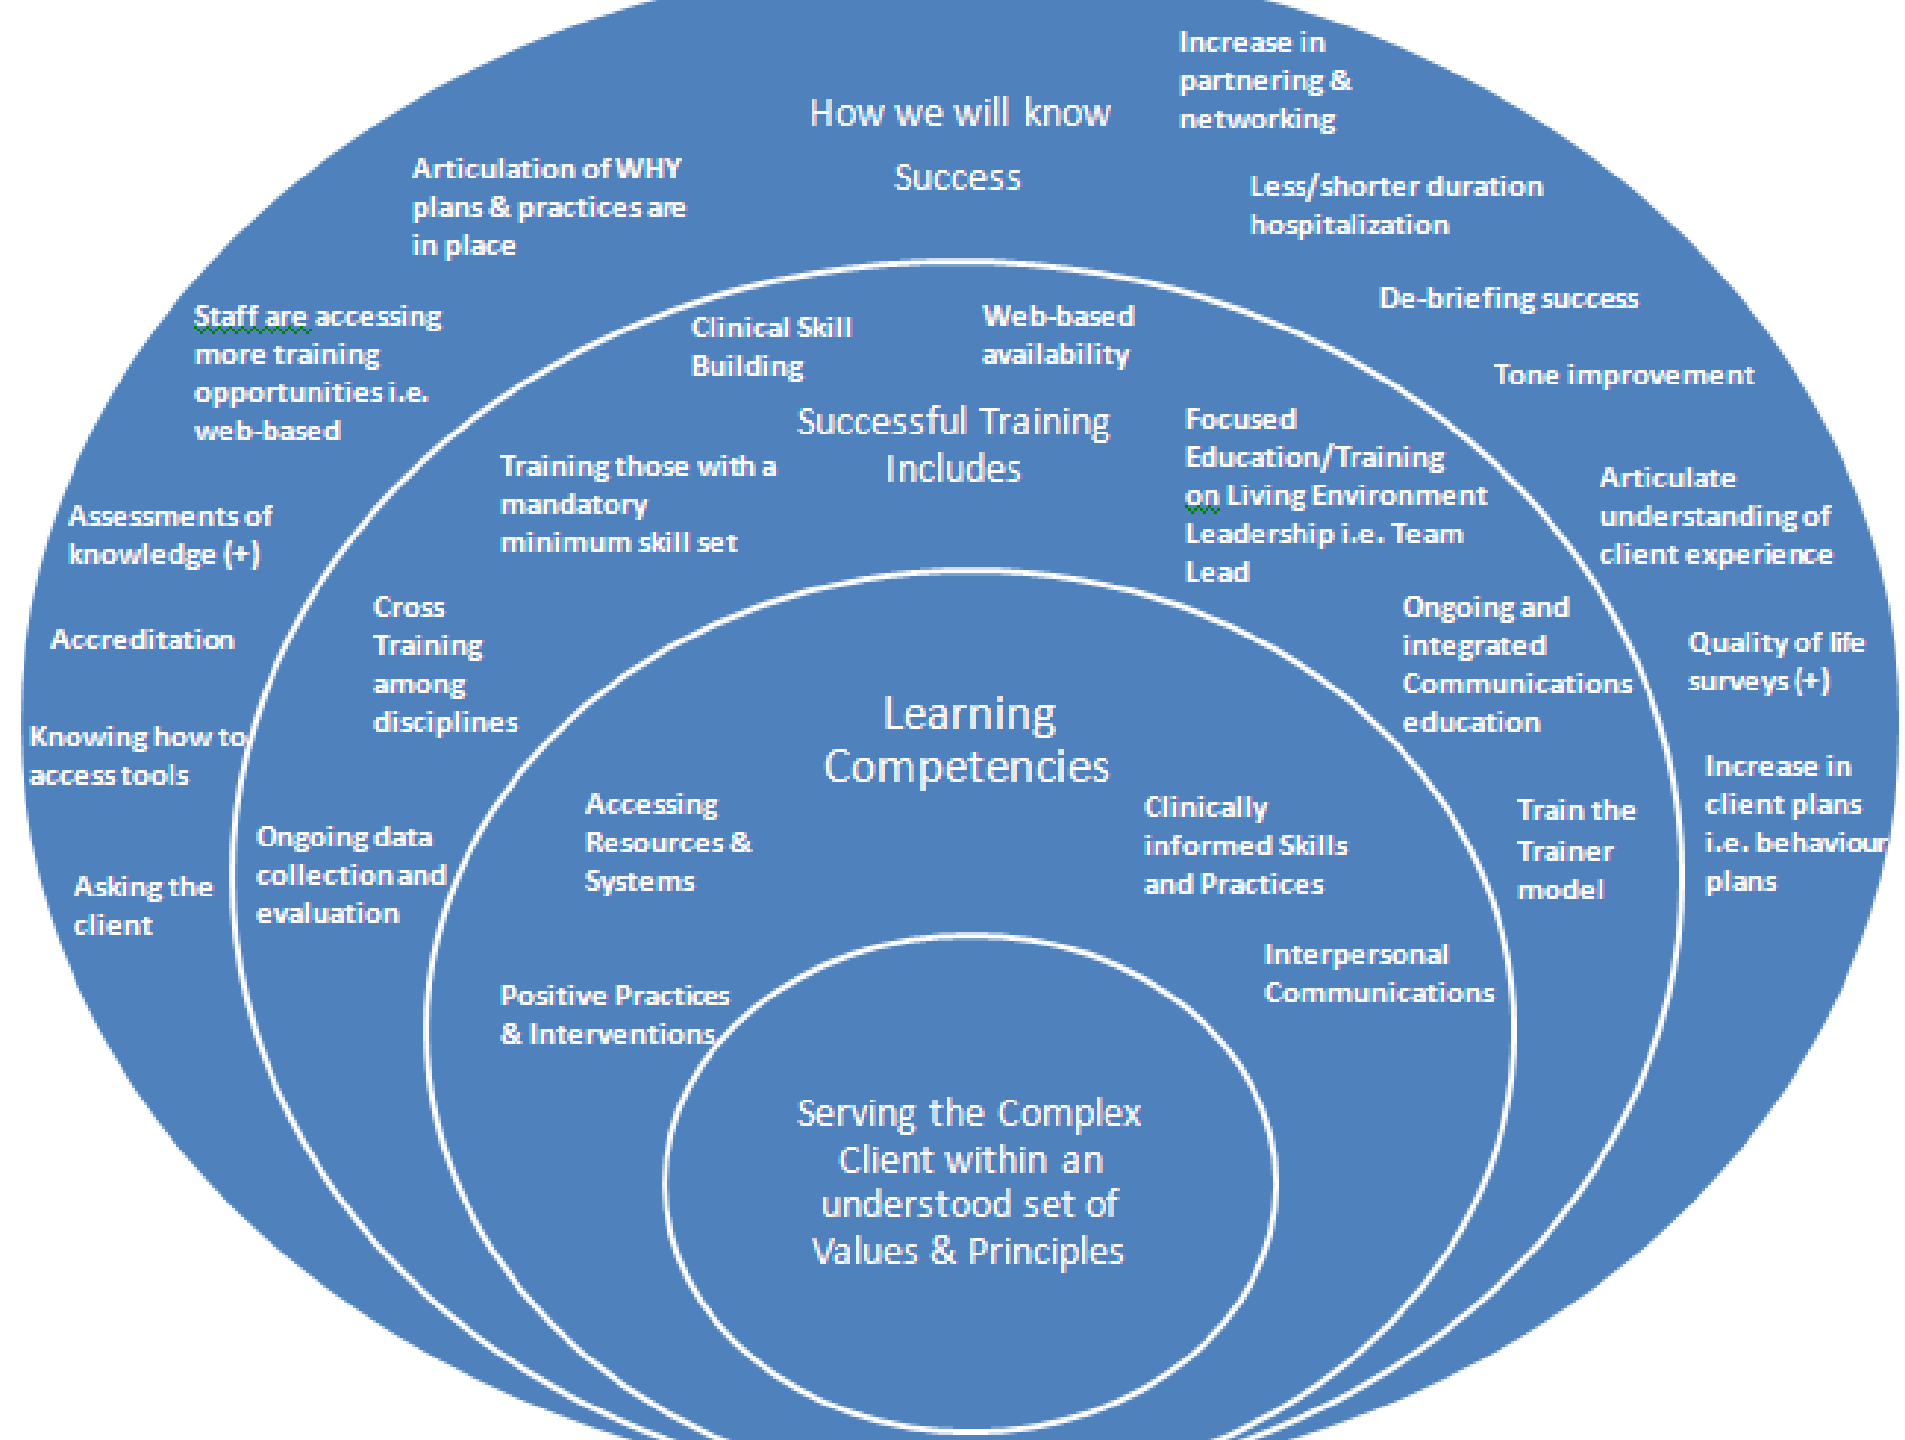 How we will know
Success
Increase in
partnering &
networking
Articulation of WHY
plans & practices are
in place
Less/shorter duration
hospitalization
De-briefing success
Staff are accessing
more training
opportunities i.e.
web-based
Tone improvement
Assessments of
knowledge (+)
Articulate
understanding of
client experience
Accreditation
Quality of life
surveys (+)
Knowing how to
access tools
Increase in
client plans
i.e. behaviour
plans
Asking the
client
Clinical Skill
Building
Web-based
availability
Successful Training
Includes
Training those with a
mandatory
minimum skill set
Focused
Education/Training
on Living Environment
Leadership i.e. Team
Lead
Cross
Training
among
disciplines
Ongoing and
integrated
Communications
education
Ongoing data
collection and
evaluation
Train the
Trainer
model
Learning
Competencies
Accessing
Resources &
Systems
Clinically
informed Skills
and Practices
Positive Practices
& Interventions
Interpersonal
Communications
Serving the Complex
Client within an
understood set of
Values & Principles